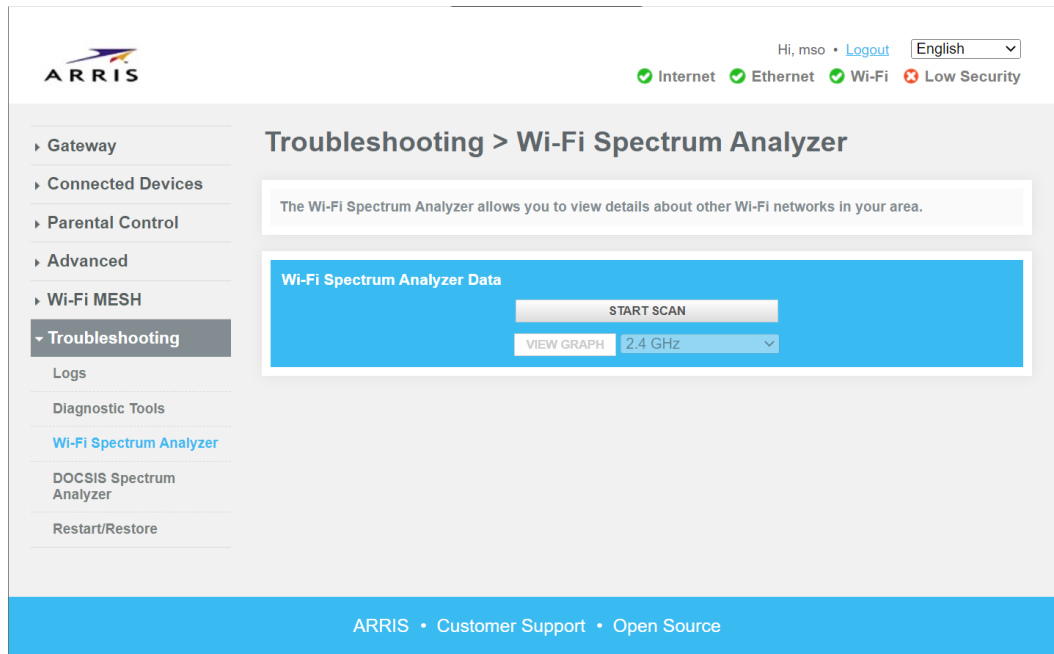 ARRIS
Hi, mso • Logout English
Internet Ethernet Wi-Fi Low Security
Gateway
Connected Devices
Parental Control
Advanced
Wi-Fi MESH
Troubleshooting
Logs
Diagnostic Tools
Wi-Fi Spectrum Analyzer
DOCSIS Spectrum
Analyzer
Restart/Restore
Troubleshooting > Wi-Fi Spectrum Analyzer
The Wi-Fi Spectrum Analyzer allows you to view details about other Wi-Fi networks in your area.
Wi-Fi Spectrum Analyzer Data
START SCAN
VIEW GRAPH 2.4 GHz
ARRIS • Customer Support • Open Source